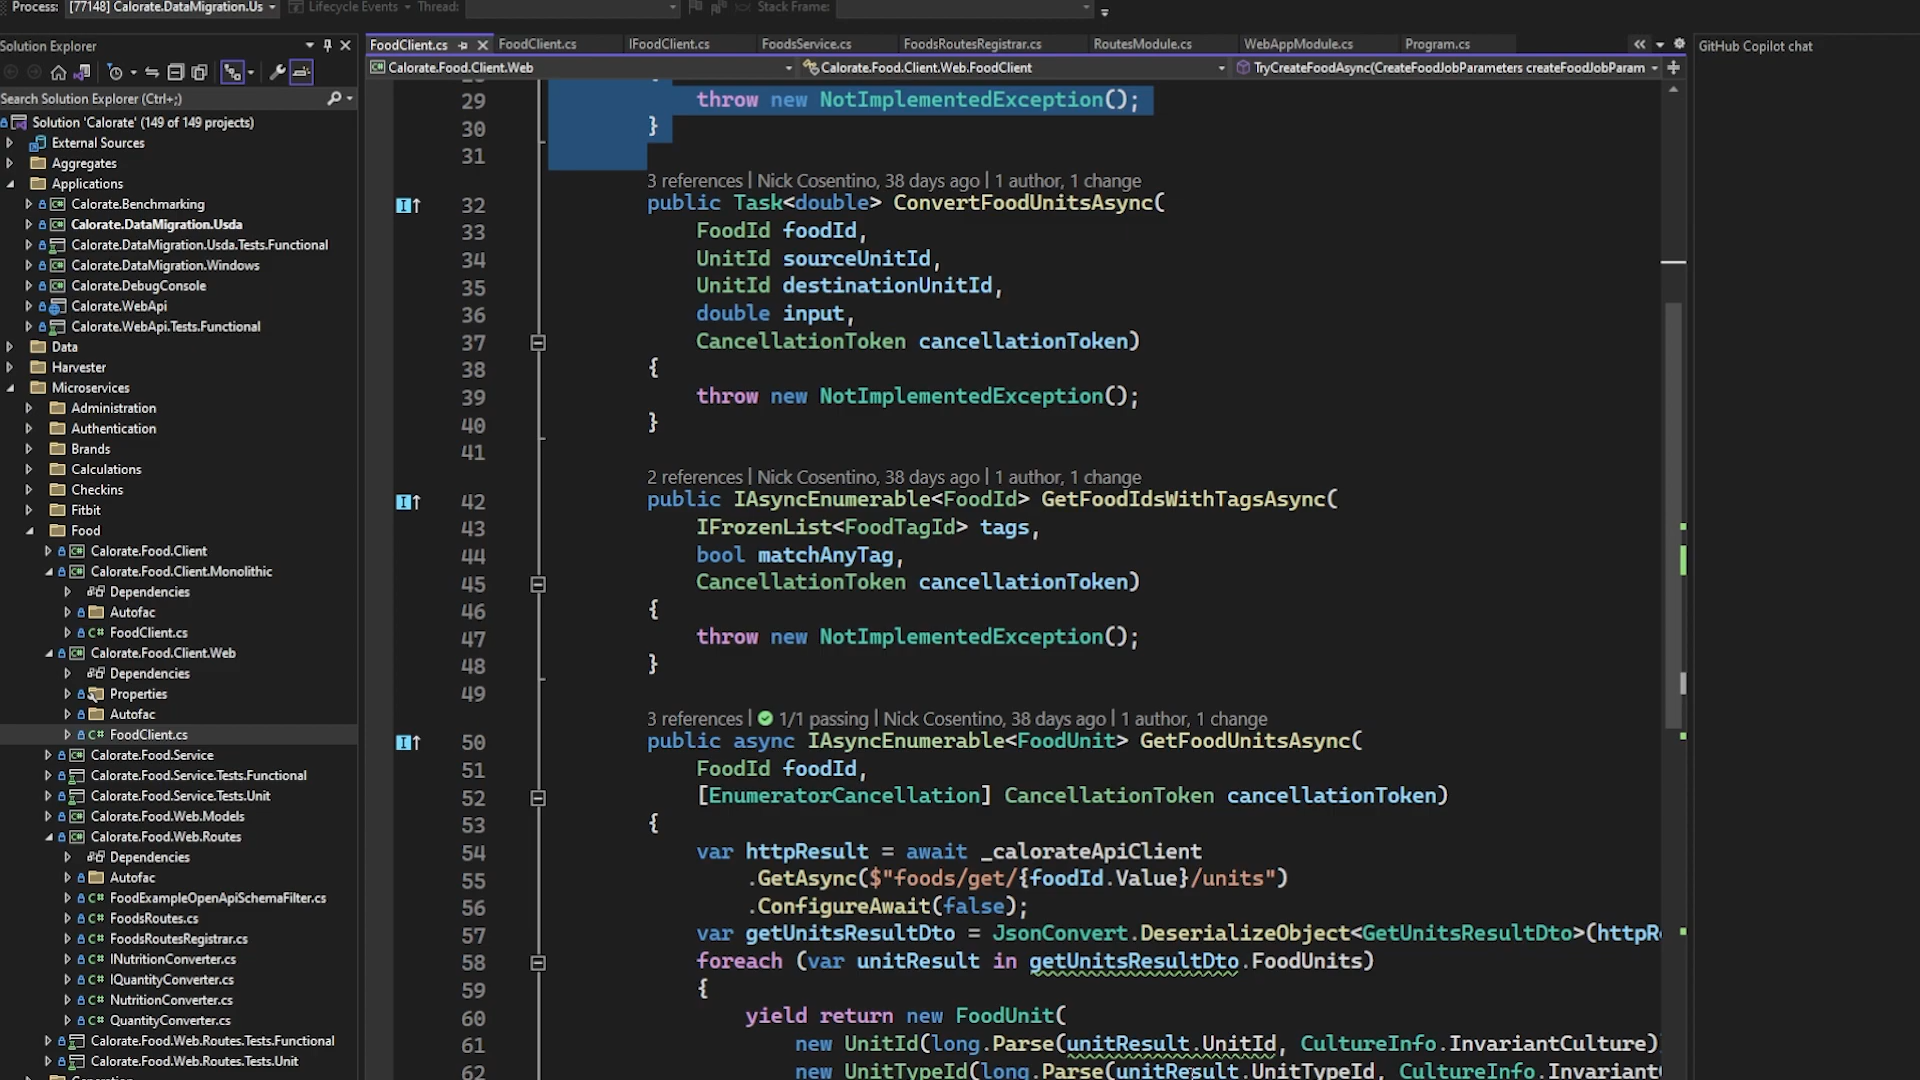 Process: [77148] Calorate.DataMigration.Us Lifecycle Events Thread: Stack Frame:
Solution Explorer
Search Solution Explorer (Ctrl+;)
Solution 'Calorate' (149 of 149 projects)
External Sources
Aggregates
Applications
Calorate.Benchmarking
Calorate.DataMigration.Usda
Calorate.DataMigration.Usda.Tests.Functional
Calorate.DataMigration.Windows
Calorate.DebugConsole
Calorate.WebApi
Calorate.WebApi.Tests.Functional
Data
Harvester
Microservices
Administration
Authentication
Brands
Calculations
Checkins
Fitbit
Food
Calorate.Food.Client
Calorate.Food.Client.Monolithic
Dependencies
Autofac
C# FoodClient.cs
Calorate.Food.Client.Web
Dependencies
Properties
Autofac
C# FoodClient.cs
Calorate.Food.Service
Calorate.Food.Service.Tests.Functional
Calorate.Food.Service.Tests.Unit
Calorate.Food.Web.Models
Calorate.Food.Web.Routes
Dependencies
Autofac
C# FoodExampleOpenApiSchemaFilter.cs
C# FoodsRoutes.cs
C# FoodsRoutesRegistrar.cs
C# INutritionConverter.cs
C# IQuantityConverter.cs
C# NutritionConverter.cs
C# QuantityConverter.cs
Calorate.Food.Web.Routes.Tests.Functional
Calorate.Food.Web.Routes.Tests.Unit
FoodClient.cs FoodClient.cs IFoodClient.cs FoodsService.cs FoodsRoutesRegistrar.cs RoutesModule.cs WebAppModule.cs Program.cs
Calorate.Food.Client.Web Calorate.Food.Client.Web.FoodClient TryCreateFoodAsync(CreateFoodJobParameters createFoodJobParam
29 throw new NotImplementedException();
30 }
31
3 references | Nick Cosentino, 38 days ago | 1 author, 1 change
32 public Task<double> ConvertFoodUnitsAsync(
33 FoodId foodId,
34 UnitId sourceUnitId,
35 UnitId destinationUnitId,
36 double input,
37 CancellationToken cancellationToken)
38 {
39 throw new NotImplementedException();
40 }
41
2 references | Nick Cosentino, 38 days ago | 1 author, 1 change
42 public IAsyncEnumerable<FoodId> GetFoodIdsWithTagsAsync(
43 IFrozenList<FoodTagId> tags,
44 bool matchAnyTag,
45 CancellationToken cancellationToken)
46 {
47 throw new NotImplementedException();
48 }
49
3 references | 1/1 passing | Nick Cosentino, 38 days ago | 1 author, 1 change
50 public async IAsyncEnumerable<FoodUnit> GetFoodUnitsAsync(
51 FoodId foodId,
52 [EnumeratorCancellation] CancellationToken cancellationToken)
53 {
54 var httpResult = await _calorateApiClient
55 .GetAsync($"foods/get/{foodId.Value}/units")
56 .ConfigureAwait(false);
57 var getUnitsResultDto = JsonConvert.DeserializeObject<GetUnitsResultDto>(httpR
58 foreach (var unitResult in getUnitsResultDto.FoodUnits)
59 {
60 yield return new FoodUnit(
61 new UnitId(long.Parse(unitResult.UnitId, CultureInfo.InvariantCulture)
62 new UnitTypeId(long.Parse(unitResult.UnitTypeId, CultureInfo.Invariant
GitHub Copilot chat